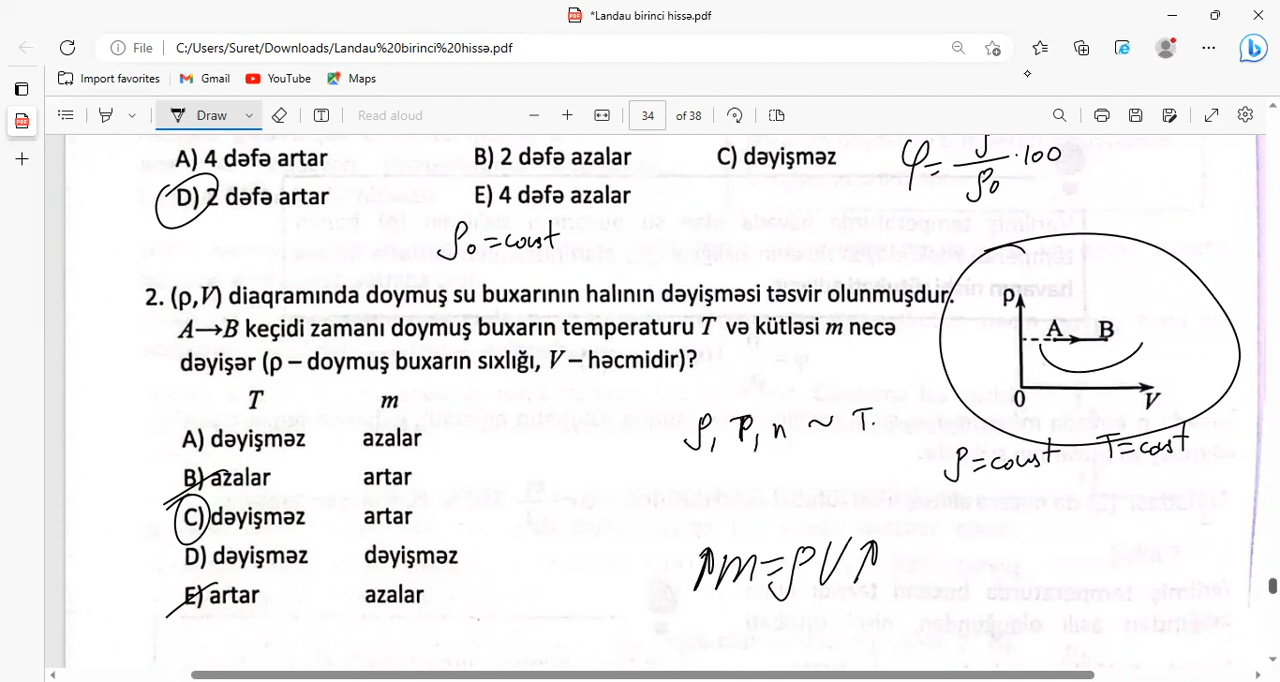 *Landau birinci hissə.pdf
File C:/Users/Suret/Downloads/Landau%20birinci%20hissə.pdf
Import favorites Gmail YouTube Maps
Draw Read aloud 34 of 38
A) 4 dəfə artar B) 2 dəfə azalar C) dəyişməz
D) 2 dəfə artar E) 4 dəfə azalar
φ = ρ/ρ₀ · 100
ρ₀ = const
2. (ρ,V) diaqramında doymuş su buxarının halının dəyişməsi təsvir olunmuşdur.
A→B keçidi zamanı doymuş buxarın temperaturu T və kütləsi m necə
dəyişər (ρ – doymuş buxarın sıxlığı, V – həcmidir)?
ρ
A B
0 V
T m
A) dəyişməz azalar
B) azalar artar
C) dəyişməz artar
D) dəyişməz dəyişməz
E) artar azalar
ρ, P, n ~ T
ρ = const T = const
↑m = ρV↑